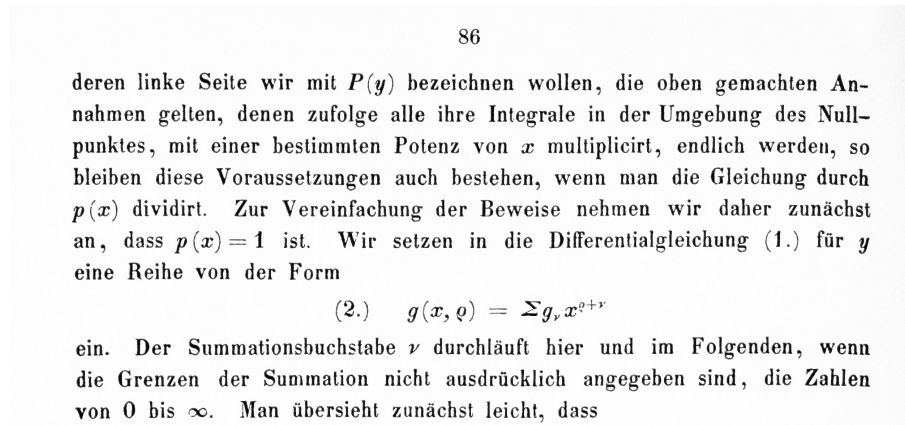 86
deren linke Seite wir mit P(y) bezeichnen wollen, die oben gemachten An-
nahmen gelten, denen zufolge alle ihre Integrale in der Umgebung des Null-
punktes, mit einer bestimmten Potenz von x multiplicirt, endlich werden, so
bleiben diese Voraussetzungen auch bestehen, wenn man die Gleichung durch
p(x) dividirt. Zur Vereinfachung der Beweise nehmen wir daher zunächst
an, dass p(x) = 1 ist. Wir setzen in die Differentialgleichung (1.) für y
eine Reihe von der Form
(2.) g(x, ϱ) = Σg_ν x^{ϱ+ν}
ein. Der Summationsbuchstabe ν durchläuft hier und im Folgenden, wenn
die Grenzen der Summation nicht ausdrücklich angegeben sind, die Zahlen
von 0 bis ∞. Man übersieht zunächst leicht, dass